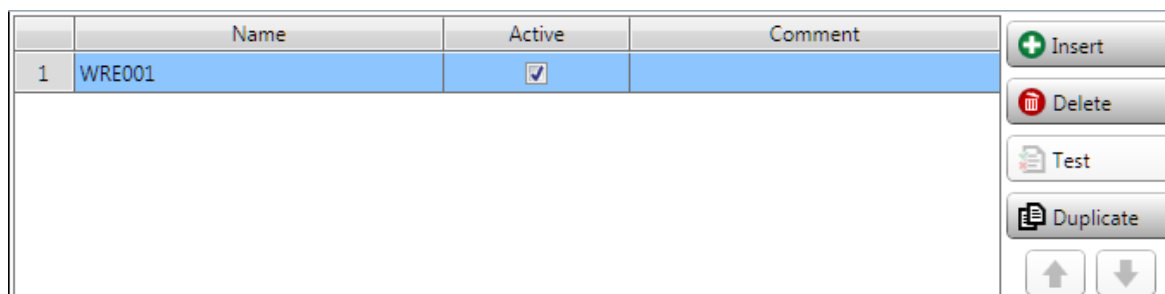 Name Active Comment
1 WRE001
Insert
Delete
Test
Duplicate